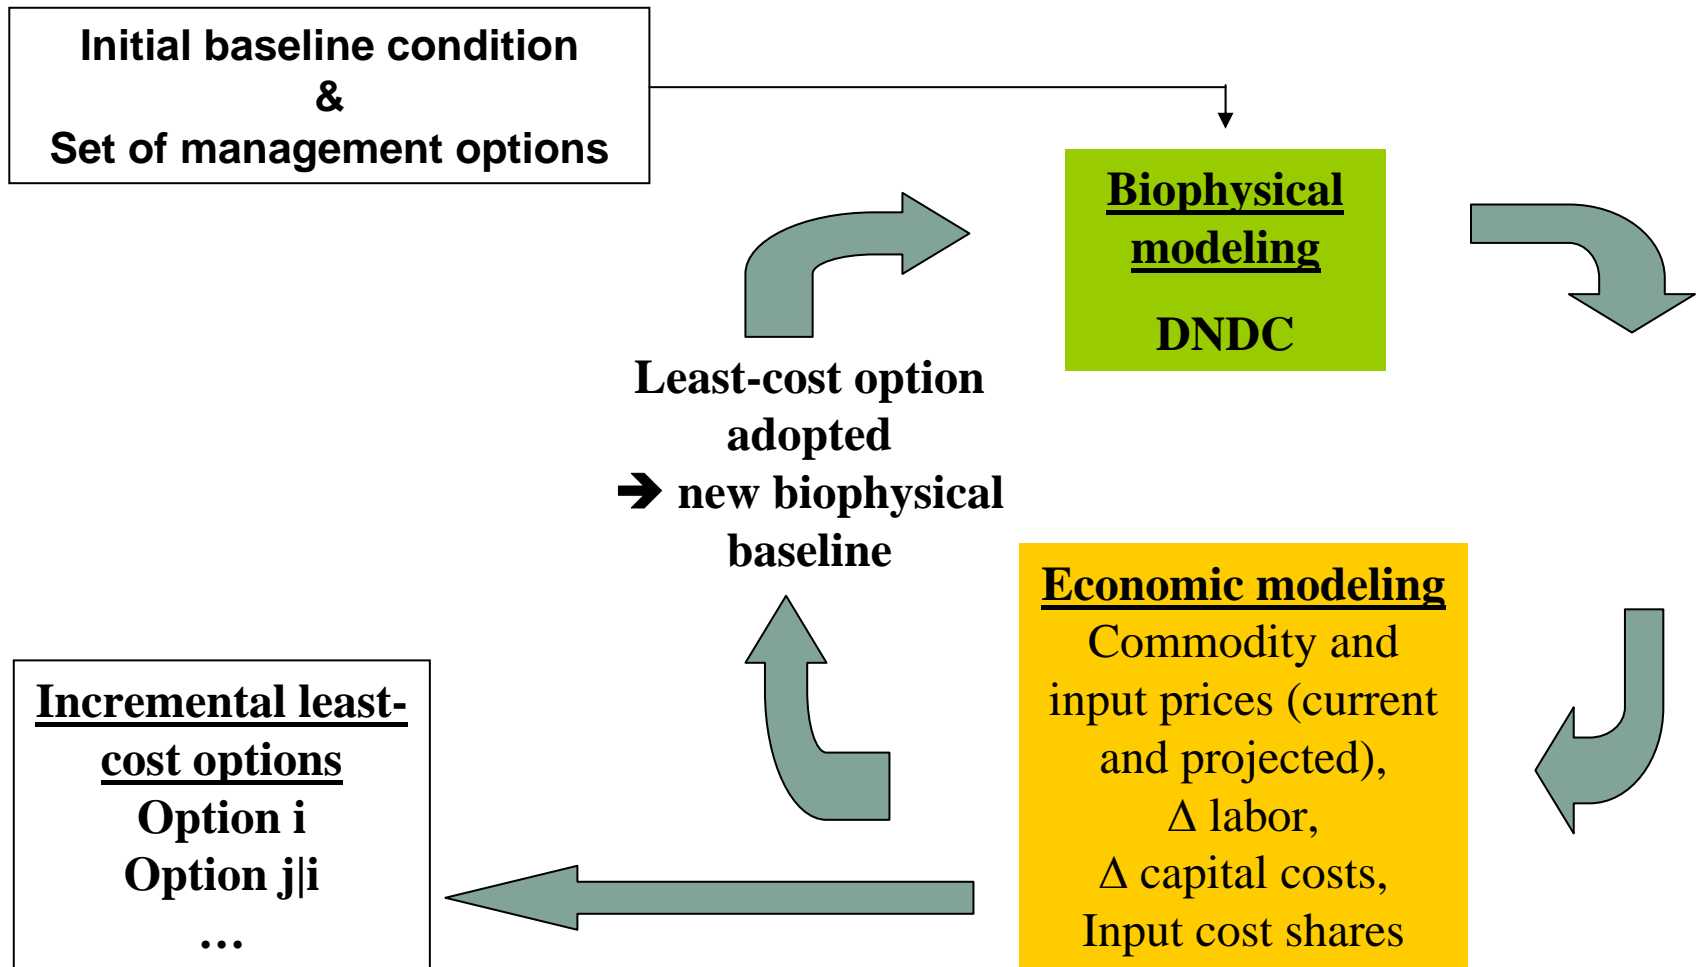 Initial baseline condition
&
Set of management options
Biophysical
modeling
DNDC
Least-cost option
adopted
➔ new biophysical
baseline
Economic modeling
Commodity and
input prices (current
and projected),
Δ labor,
Δ capital costs,
Input cost shares
Incremental least-
cost options
Option i
Option j|i
…